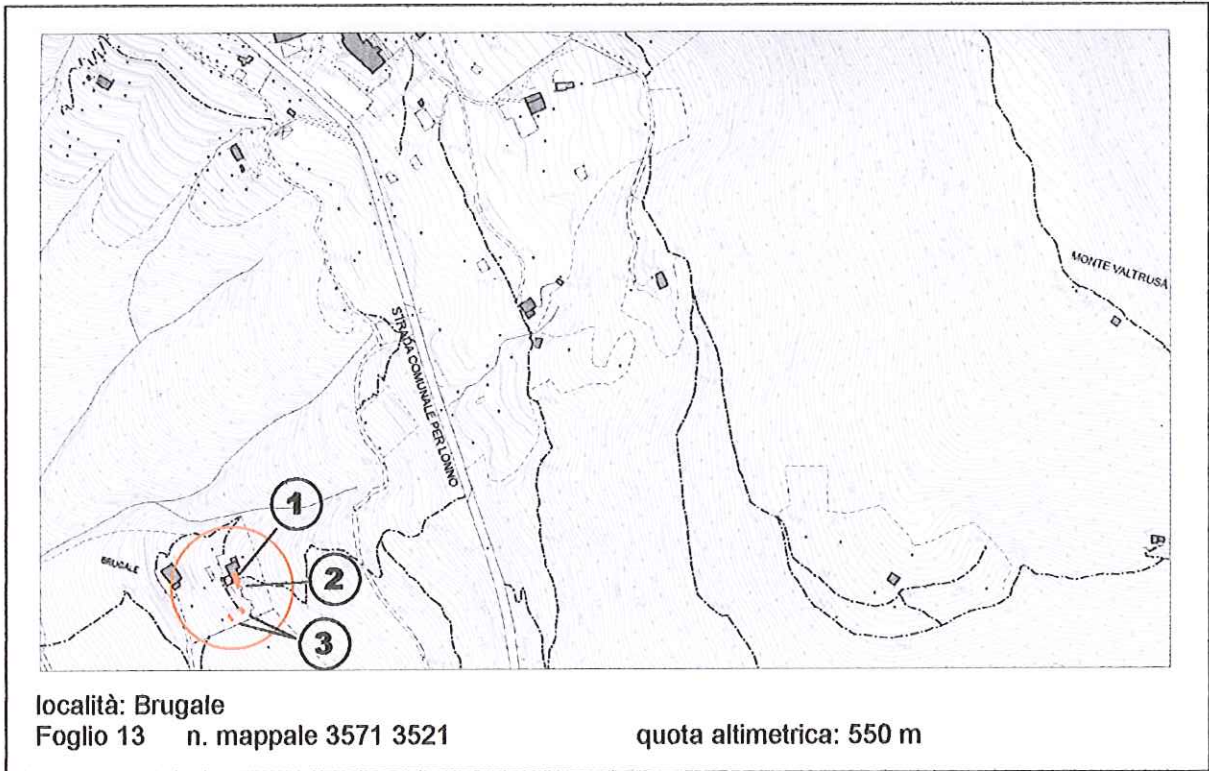 MONTE VALTRUSA
STRADA COMUNALE PER LONNO
1
BRUGALE
2
3
località: Brugale
Foglio 13 n. mappale 3571 3521 quota altimetrica: 550 m